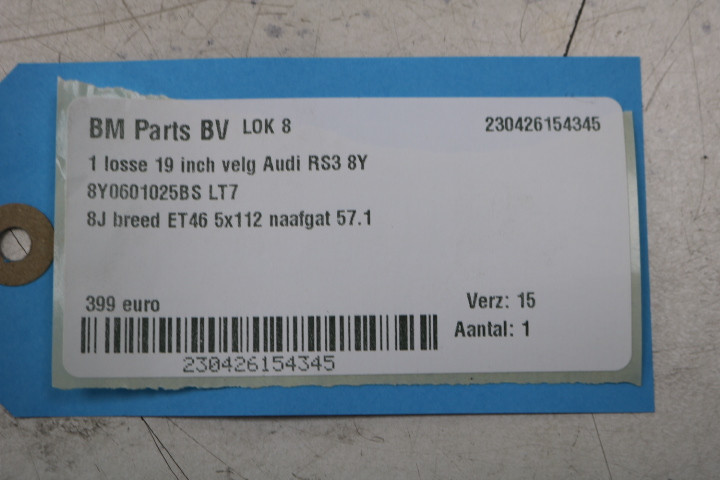 BM Parts BV LOK 8 230426154345
1 losse 19 inch velg Audi RS3 8Y
8Y0601025BS LT7
8J breed ET46 5x112 naafgat 57.1
399 euro Verz: 15
Aantal: 1
230426154345